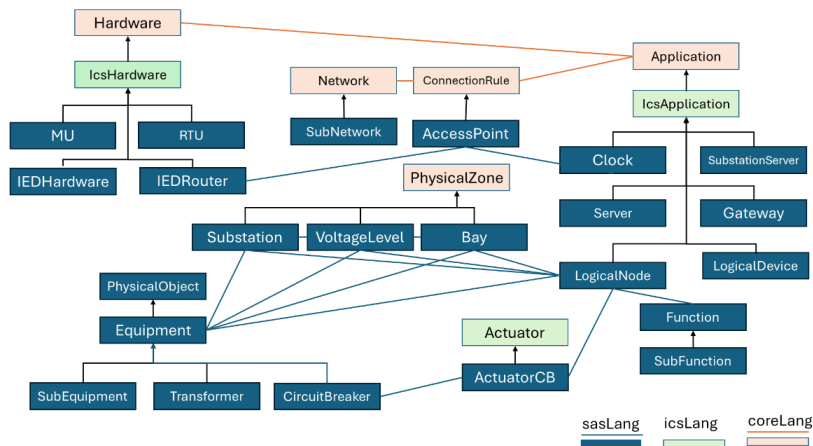 Hardware
Application
IcsHardware
Network
ConnectionRule
IcsApplication
MU
RTU
SubNetwork
AccessPoint
Clock
SubstationServer
IEDHardware
IEDRouter
PhysicalZone
Server
Gateway
Substation
VoltageLevel
Bay
LogicalNode
LogicalDevice
PhysicalObject
Equipment
Function
Actuator
SubFunction
SubEquipment
Transformer
CircuitBreaker
ActuatorCB
sasLang
icsLang
coreLang